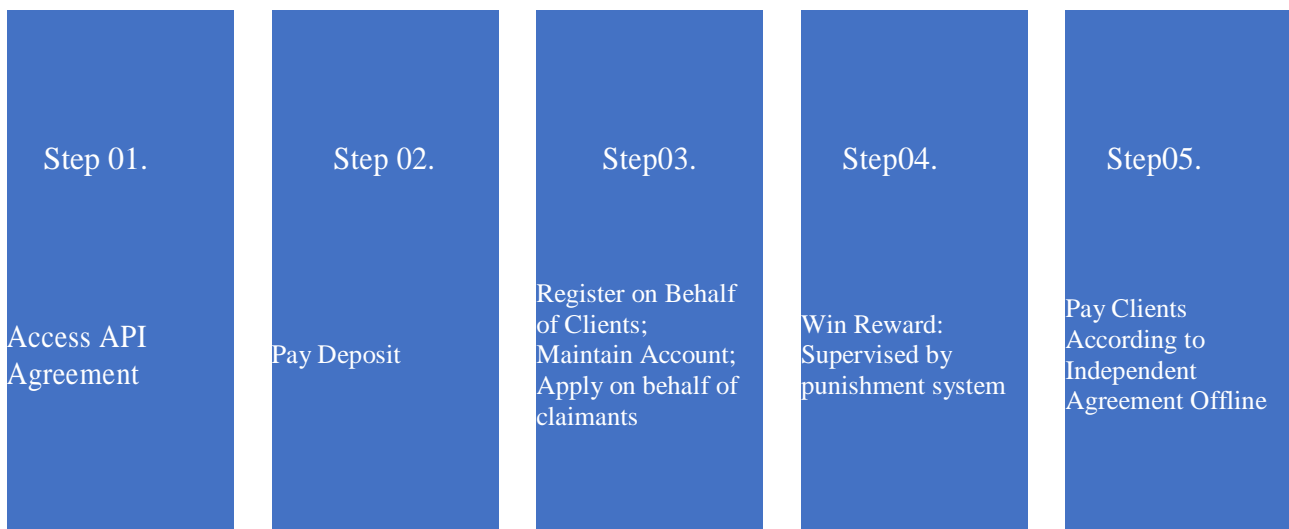 Step 01.
Access API
Agreement
Step 02.
Pay Deposit
Step03.
Register on Behalf
of Clients;
Maintain Account;
Apply on behalf of
claimants
Step04.
Win Reward:
Supervised by
punishment system
Step05.
Pay Clients
According to
Independent
Agreement Offline